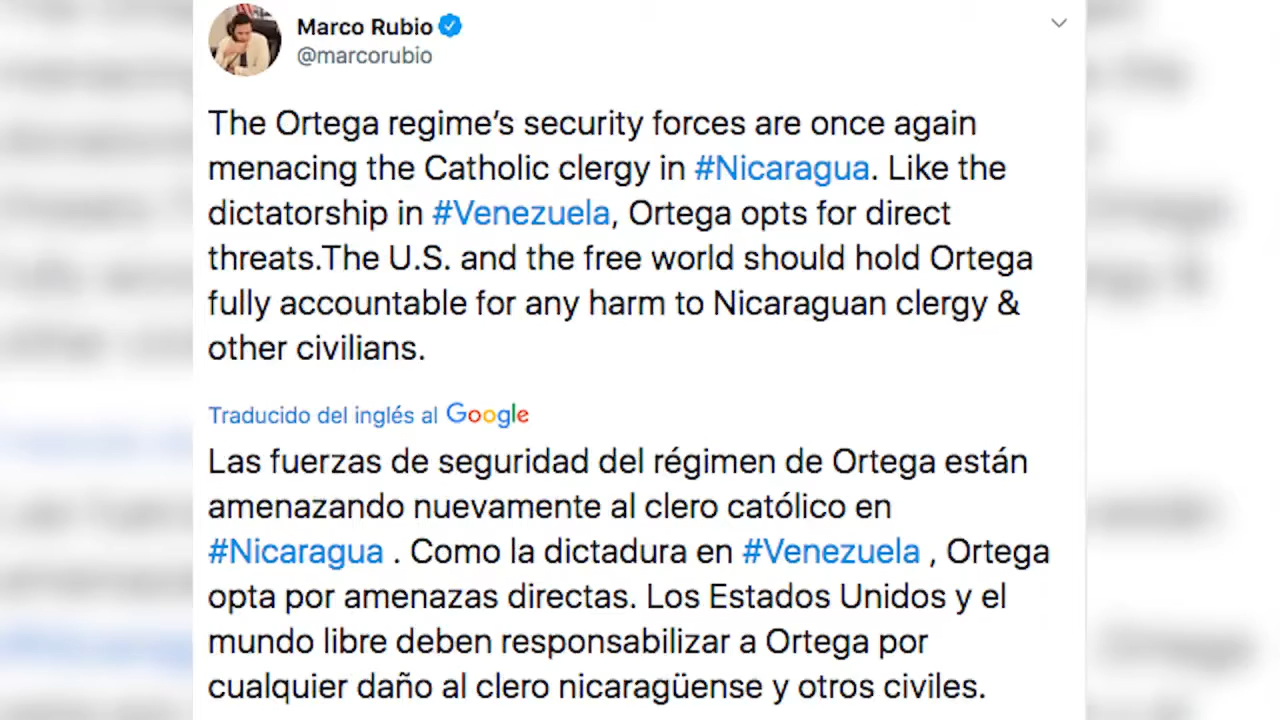 Marco Rubio
@marcorubio
The Ortega regime’s security forces are once again
menacing the Catholic clergy in #Nicaragua. Like the
dictatorship in #Venezuela, Ortega opts for direct
threats.The U.S. and the free world should hold Ortega
fully accountable for any harm to Nicaraguan clergy &
other civilians.
Traducido del inglés al Google
Las fuerzas de seguridad del régimen de Ortega están
amenazando nuevamente al clero católico en
#Nicaragua . Como la dictadura en #Venezuela , Ortega
opta por amenazas directas. Los Estados Unidos y el
mundo libre deben responsabilizar a Ortega por
cualquier daño al clero nicaragüense y otros civiles.